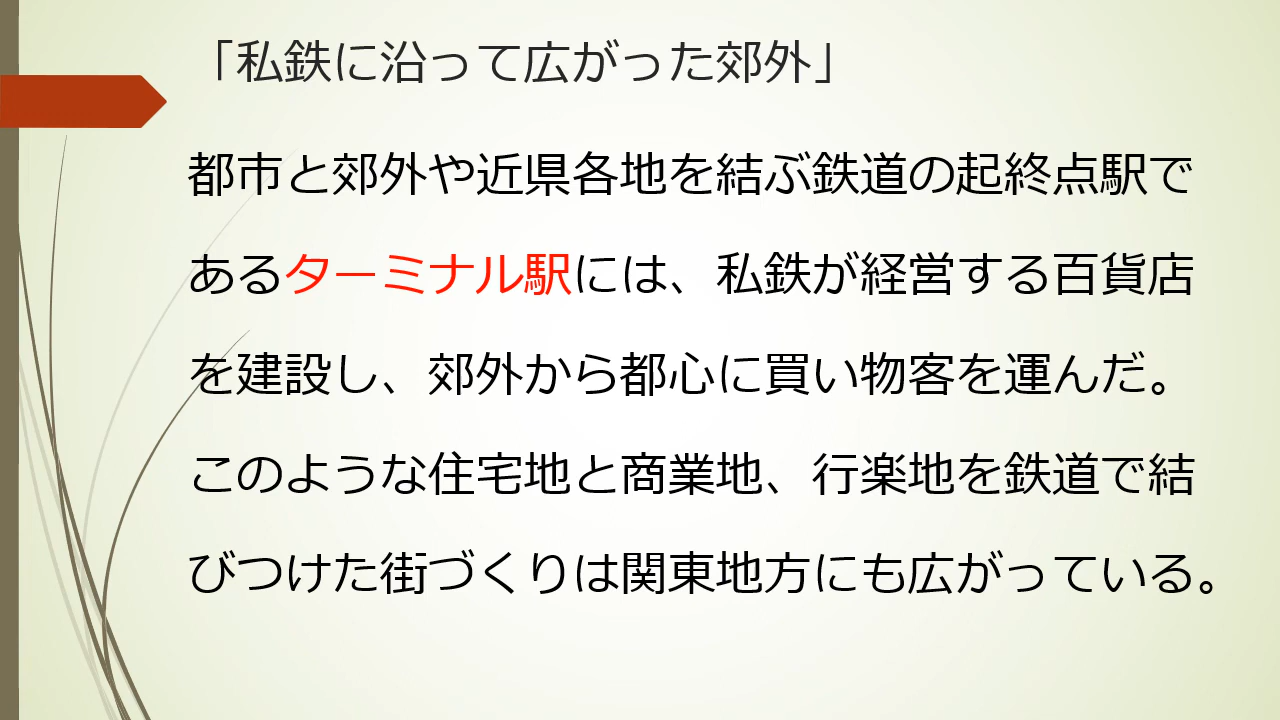 「私鉄に沿って広がった郊外」
都市と郊外や近県各地を結ぶ鉄道の起終点駅で
あるターミナル駅には、私鉄が経営する百貨店
を建設し、郊外から都心に買い物客を運んだ。
このような住宅地と商業地、行楽地を鉄道で結
びつけた街づくりは関東地方にも広がっている。